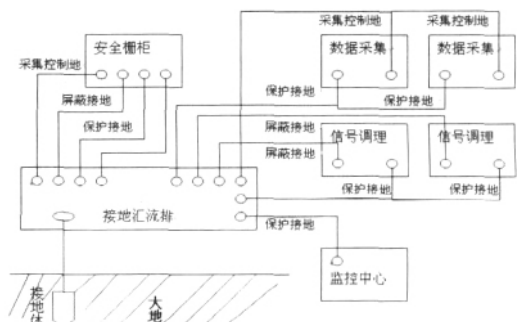 采集控制地
采集控制地
安全栅柜
数据采集
数据采集
采集控制地
保护接地
保护接地
屏蔽接地
保护接地
屏蔽接地
信号调理
信号调理
屏蔽接地
保护接地
保护接地
接地汇流排
保护接地
监控中心
接地体
大地